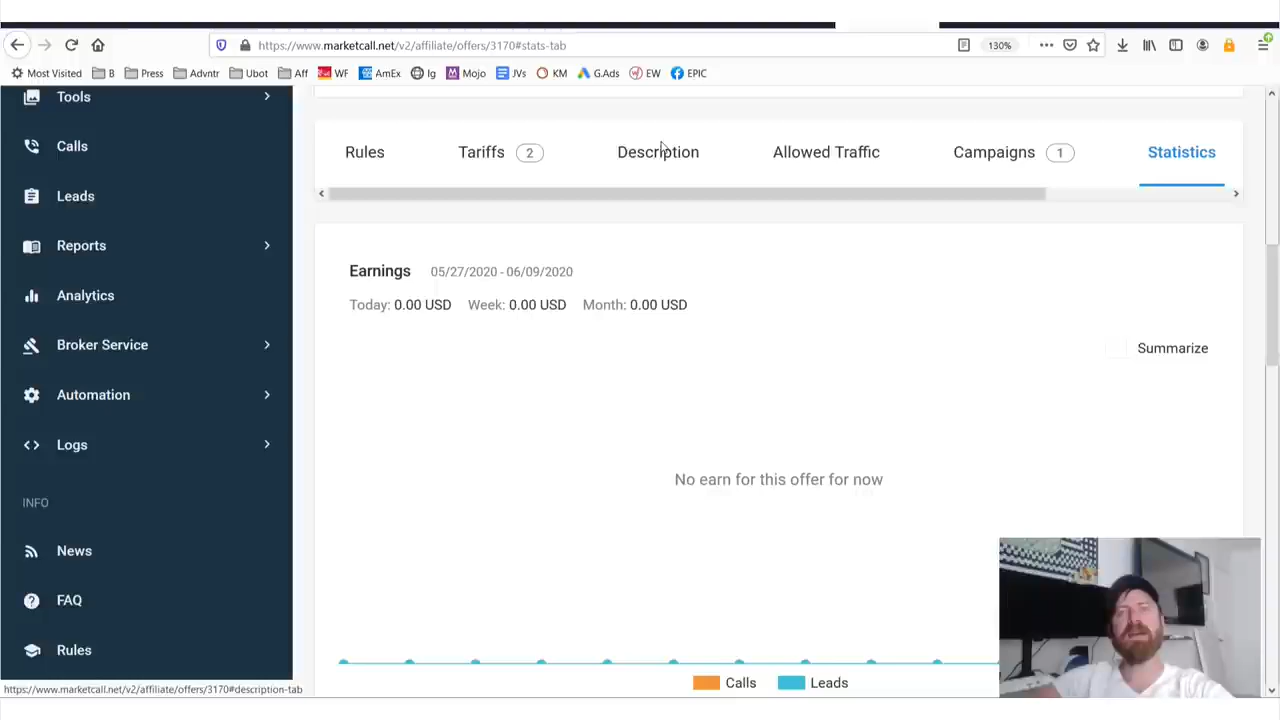 https://www.marketcall.net/v2/affiliate/offers/3170#stats-tab
130%
Most Visited B Press Advntr Ubot Aff WF AmEx Ig Mojo JVs KM G.Ads EW EPIC
Tools
Calls
Leads
Reports
Analytics
Broker Service
Automation
Logs
INFO
News
FAQ
Rules
Rules Tariffs 2 Description Allowed Traffic Campaigns 1 Statistics
Earnings 05/27/2020 - 06/09/2020
Today: 0.00 USD Week: 0.00 USD Month: 0.00 USD
Summarize
No earn for this offer for now
Calls Leads
https://www.marketcall.net/v2/affiliate/offers/3170#description-tab